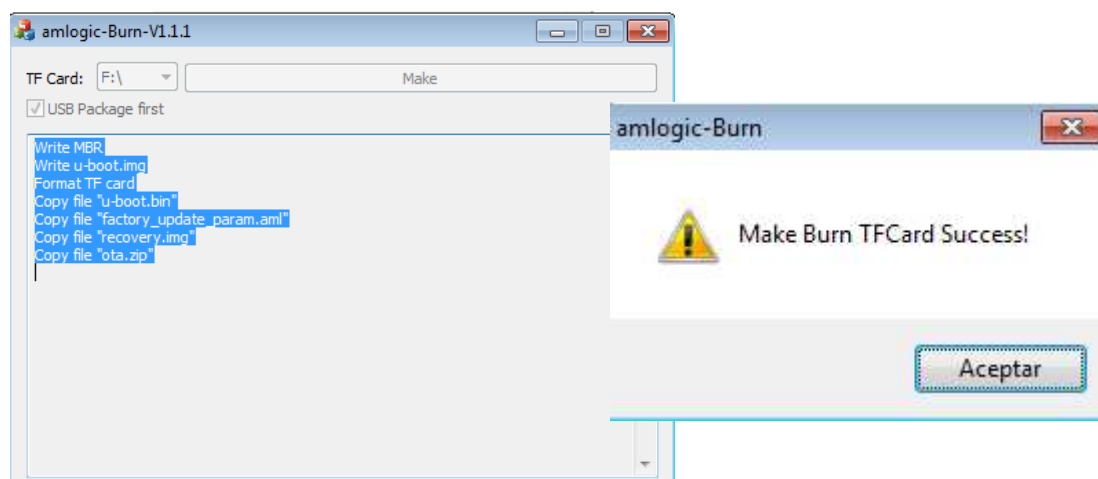 amlogic-Burn-V1.1.1
TF Card: F:\ Make
USB Package first
Write MBR
Write u-boot.img
Format TF card
Copy file "u-boot.bin"
Copy file "factory_update_param.aml"
Copy file "recovery.img"
Copy file "ota.zip"
amlogic-Burn
Make Burn TFCard Success!
Aceptar